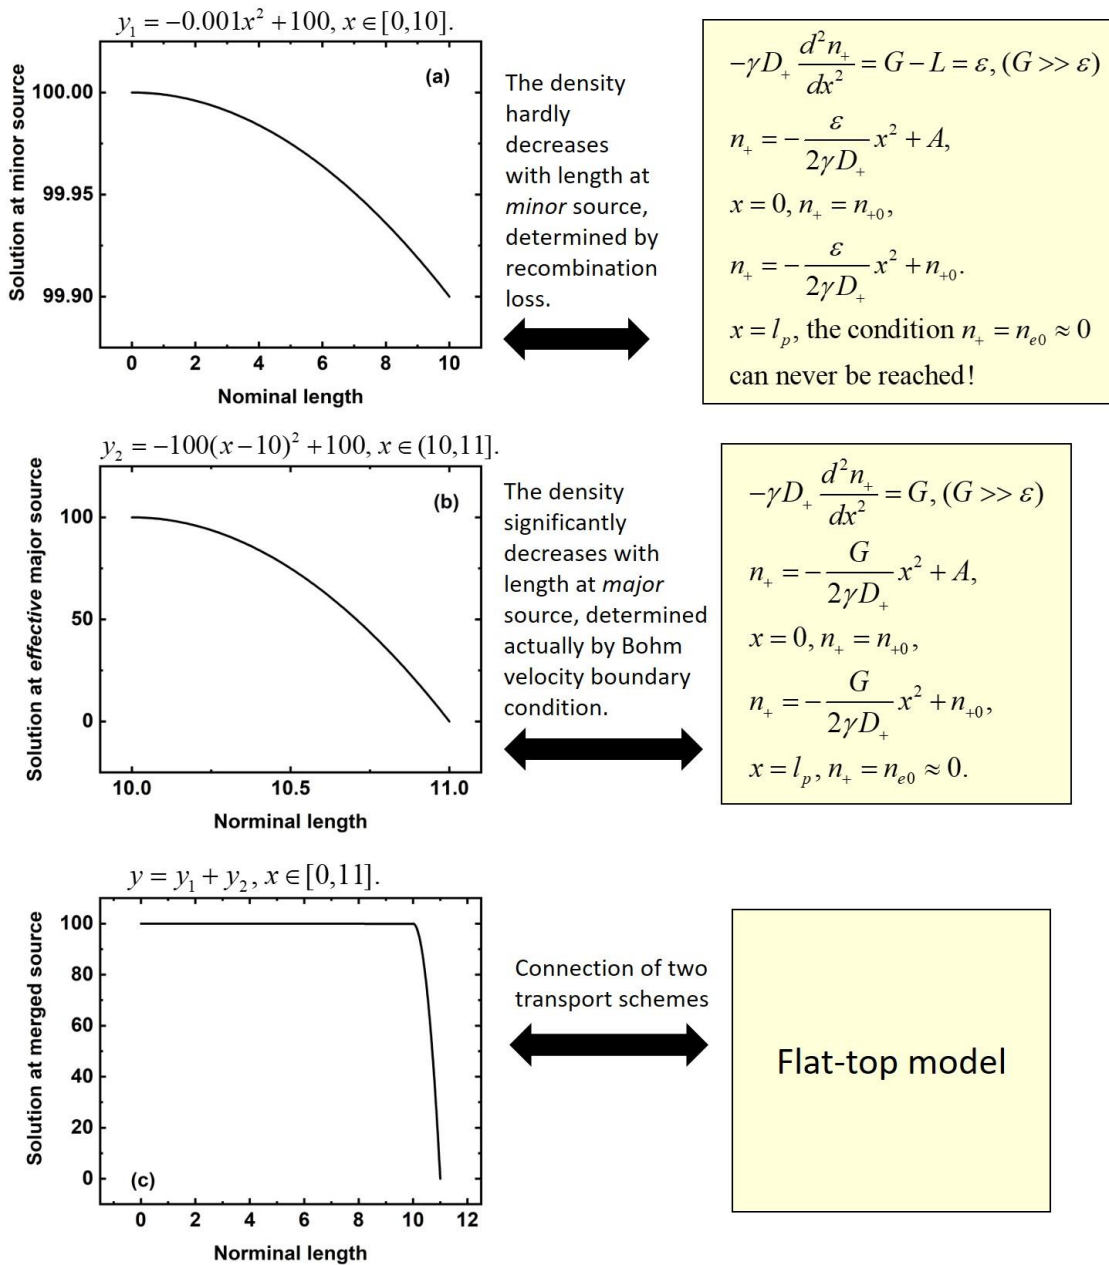 y₁ = −0.001x² + 100, x ∈ [0,10].
Solution at minor source
(a)
100.00
99.95
99.90
0 2 4 6 8 10
Nominal length
The density
hardly
decreases
with length at
minor source,
determined by
recombination
loss.
−γD₊ d²n₊/dx² = G − L = ε, (G >> ε)
n₊ = −ε/(2γD₊) x² + A,
x = 0, n₊ = n₊₀,
n₊ = −ε/(2γD₊) x² + n₊₀.
x = lₚ, the condition n₊ = nₑ₀ ≈ 0
can never be reached!
y₂ = −100(x−10)² + 100, x ∈ (10,11].
Solution at effective major source
(b)
100
50
0
10.0 10.5 11.0
Norminal length
The density
significantly
decreases with
length at major
source, determined
actually by Bohm
velocity boundary
condition.
−γD₊ d²n₊/dx² = G, (G >> ε)
n₊ = −G/(2γD₊) x² + A,
x = 0, n₊ = n₊₀,
n₊ = −G/(2γD₊) x² + n₊₀,
x = lₚ, n₊ = nₑ₀ ≈ 0.
y = y₁ + y₂, x ∈ [0,11].
Solution at merged source
100
80
60
40
20
0
(c)
0 2 4 6 8 10 12
Norminal length
Connection of two
transport schemes
Flat-top model